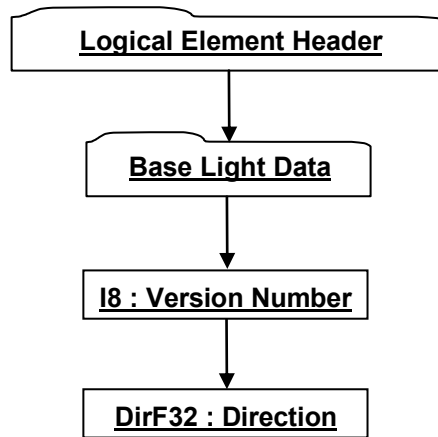 Logical Element Header
Base Light Data
I8 : Version Number
DirF32 : Direction